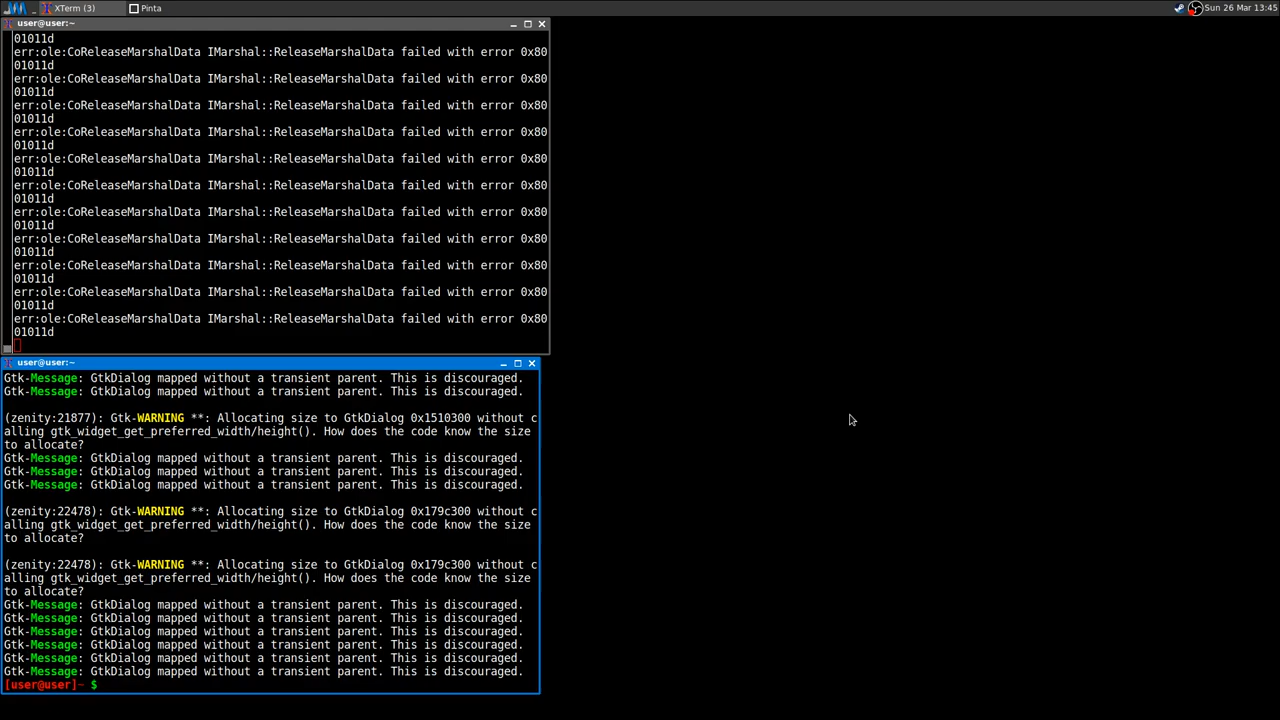 XTerm (3)
Pinta
Sun 26 Mar 13:45
user@user:~
01011d
err:ole:CoReleaseMarshalData IMarshal::ReleaseMarshalData failed with error 0x80
01011d
err:ole:CoReleaseMarshalData IMarshal::ReleaseMarshalData failed with error 0x80
01011d
err:ole:CoReleaseMarshalData IMarshal::ReleaseMarshalData failed with error 0x80
01011d
err:ole:CoReleaseMarshalData IMarshal::ReleaseMarshalData failed with error 0x80
01011d
err:ole:CoReleaseMarshalData IMarshal::ReleaseMarshalData failed with error 0x80
01011d
err:ole:CoReleaseMarshalData IMarshal::ReleaseMarshalData failed with error 0x80
01011d
err:ole:CoReleaseMarshalData IMarshal::ReleaseMarshalData failed with error 0x80
01011d
err:ole:CoReleaseMarshalData IMarshal::ReleaseMarshalData failed with error 0x80
01011d
err:ole:CoReleaseMarshalData IMarshal::ReleaseMarshalData failed with error 0x80
01011d
err:ole:CoReleaseMarshalData IMarshal::ReleaseMarshalData failed with error 0x80
01011d
err:ole:CoReleaseMarshalData IMarshal::ReleaseMarshalData failed with error 0x80
01011d
user@user:~
Gtk-Message: GtkDialog mapped without a transient parent. This is discouraged.
Gtk-Message: GtkDialog mapped without a transient parent. This is discouraged.
(zenity:21877): Gtk-WARNING **: Allocating size to GtkDialog 0x1510300 without c
alling gtk_widget_get_preferred_width/height(). How does the code know the size
to allocate?
Gtk-Message: GtkDialog mapped without a transient parent. This is discouraged.
Gtk-Message: GtkDialog mapped without a transient parent. This is discouraged.
Gtk-Message: GtkDialog mapped without a transient parent. This is discouraged.
(zenity:22478): Gtk-WARNING **: Allocating size to GtkDialog 0x179c300 without c
alling gtk_widget_get_preferred_width/height(). How does the code know the size
to allocate?
(zenity:22478): Gtk-WARNING **: Allocating size to GtkDialog 0x179c300 without c
alling gtk_widget_get_preferred_width/height(). How does the code know the size
to allocate?
Gtk-Message: GtkDialog mapped without a transient parent. This is discouraged.
Gtk-Message: GtkDialog mapped without a transient parent. This is discouraged.
Gtk-Message: GtkDialog mapped without a transient parent. This is discouraged.
Gtk-Message: GtkDialog mapped without a transient parent. This is discouraged.
Gtk-Message: GtkDialog mapped without a transient parent. This is discouraged.
Gtk-Message: GtkDialog mapped without a transient parent. This is discouraged.
[user@user]~ $